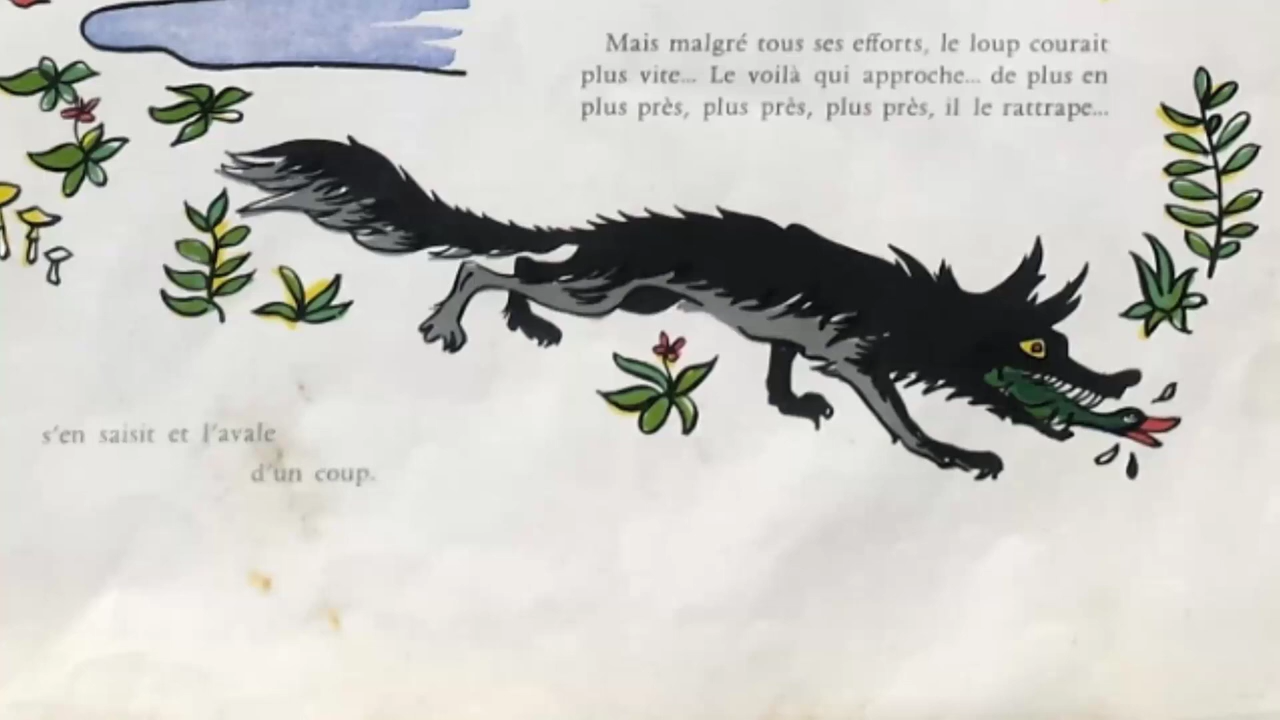 Mais malgré tous ses efforts, le loup courait
plus vite... Le voilà qui approche... de plus en
plus près, plus près, plus près, il le rattrape...
s'en saisit et l'avale
d'un coup.